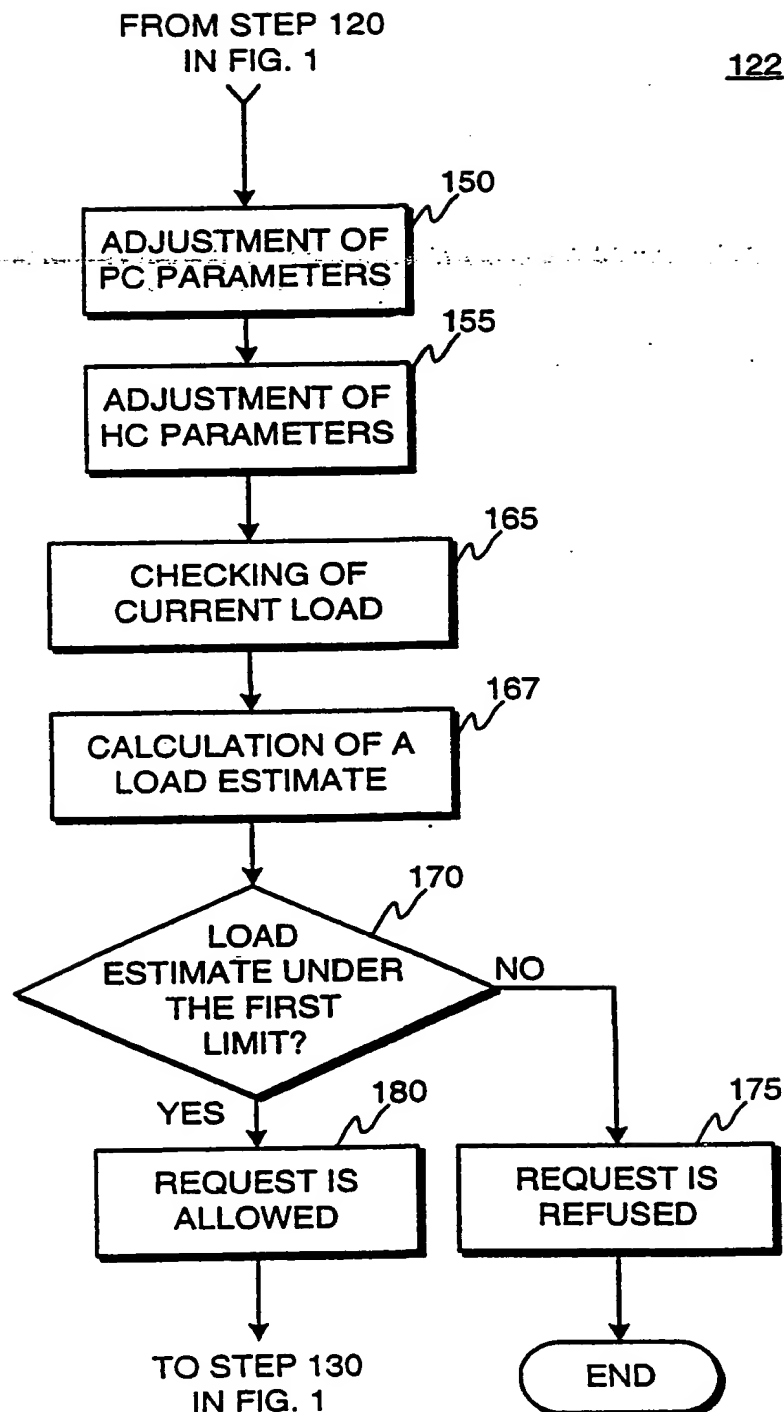 FROM STEP 120
IN FIG. 1
122
150
ADJUSTMENT OF
PC PARAMETERS
155
ADJUSTMENT OF
HC PARAMETERS
165
CHECKING OF
CURRENT LOAD
167
CALCULATION OF A
LOAD ESTIMATE
170
LOAD
ESTIMATE UNDER
THE FIRST
LIMIT?
NO
YES
180
175
REQUEST IS
ALLOWED
REQUEST IS
REFUSED
TO STEP 130
IN FIG. 1
END